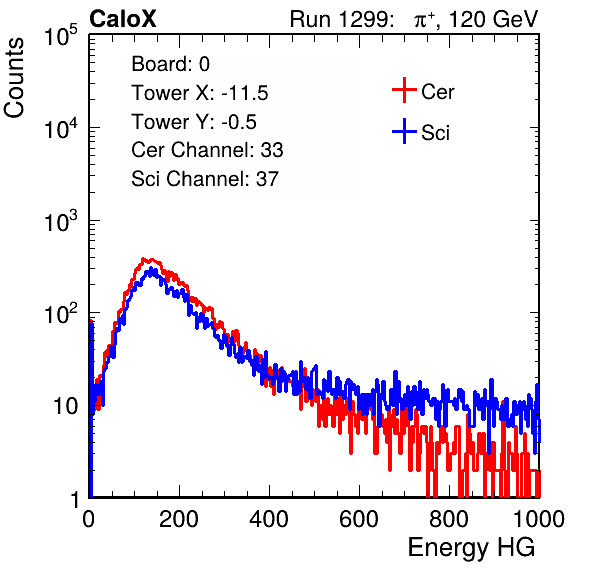 CaloX Run 1299: π⁺, 120 GeV
Counts
10⁵
10⁴
10³
10²
10
1
Board: 0
Tower X: -11.5
Tower Y: -0.5
Cer Channel: 33
Sci Channel: 37
Cer
Sci
0 200 400 600 800 1000
Energy HG